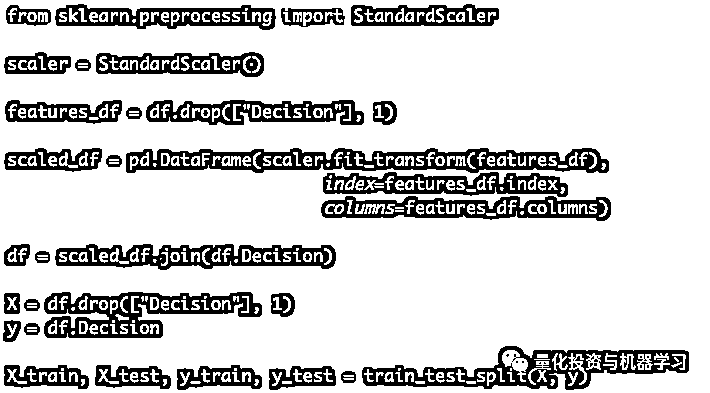 from sklearn.preprocessing import StandardScaler
scaler = StandardScaler()
features_df = df.drop(["Decision"], 1)
scaled_df = pd.DataFrame(scaler.fit_transform(features_df),
index=features_df.index,
columns=features_df.columns)
df = scaled_df.join(df.Decision)
X = df.drop(["Decision"], 1)
y = df.Decision
X_train, X_test, y_train, y_test = train_test_split(X, y)
量化投资与机器学习